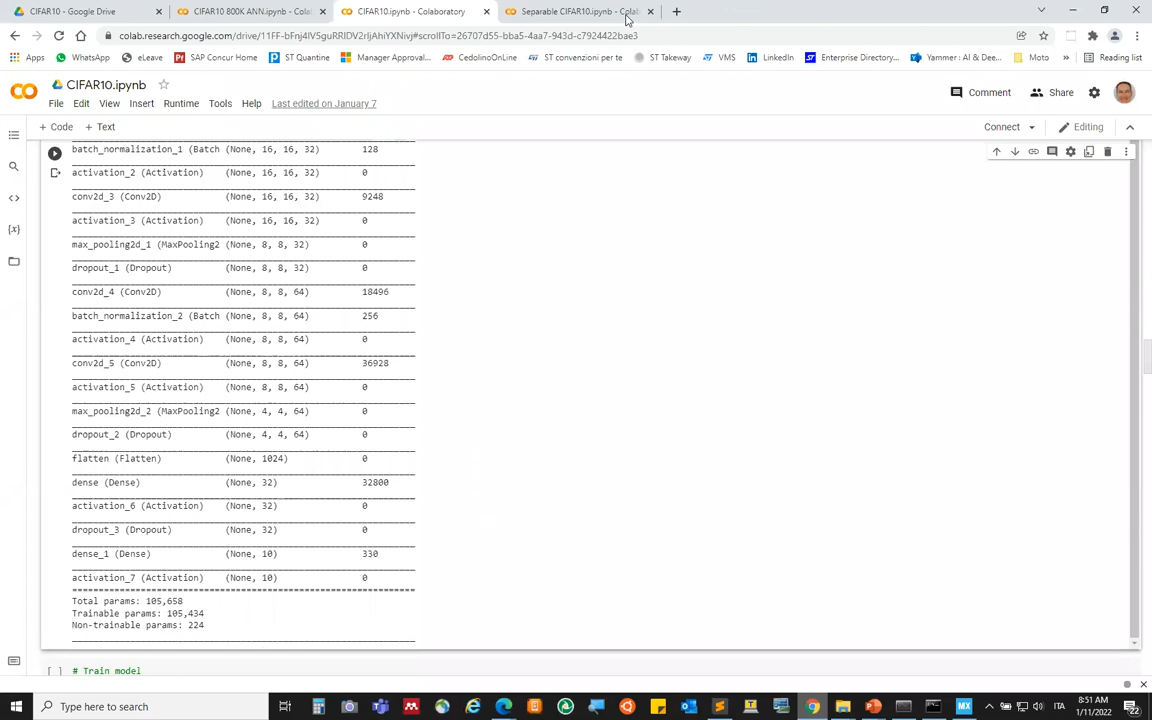 CIFAR10 - Google Drive
CIFAR10 800K ANN.ipynb - Cola
CIFAR10.ipynb - Colaboratory
Separable CIFAR10.ipynb - Colab
colab.research.google.com/drive/11FF-bFnj4lV5guRRIDV2rIjAhiYXNivj#scrollTo=26707d55-bba5-4aa7-943d-c7924422bae3
Apps
WhatsApp
eLeave
SAP Concur Home
ST Quantine
Manager Approval...
CedolinoOnLine
ST convenzioni per te
ST Takeway
VMS
LinkedIn
Enterprise Directory...
Yammer : AI & Dee...
Moto
»
Reading list
CIFAR10.ipynb
File Edit View Insert Runtime Tools Help Last edited on January 7
Comment
Share
+ Code + Text
Connect
Editing
batch_normalization_1 (Batch (None, 16, 16, 32) 128
activation_2 (Activation) (None, 16, 16, 32) 0
conv2d_3 (Conv2D) (None, 16, 16, 32) 9248
activation_3 (Activation) (None, 16, 16, 32) 0
max_pooling2d_1 (MaxPooling2 (None, 8, 8, 32) 0
dropout_1 (Dropout) (None, 8, 8, 32) 0
conv2d_4 (Conv2D) (None, 8, 8, 64) 18496
batch_normalization_2 (Batch (None, 8, 8, 64) 256
activation_4 (Activation) (None, 8, 8, 64) 0
conv2d_5 (Conv2D) (None, 8, 8, 64) 36928
activation_5 (Activation) (None, 8, 8, 64) 0
max_pooling2d_2 (MaxPooling2 (None, 4, 4, 64) 0
dropout_2 (Dropout) (None, 4, 4, 64) 0
flatten (Flatten) (None, 1024) 0
dense (Dense) (None, 32) 32800
activation_6 (Activation) (None, 32) 0
dropout_3 (Dropout) (None, 32) 0
dense_1 (Dense) (None, 10) 330
activation_7 (Activation) (None, 10) 0
=================================================================
Total params: 105,658
Trainable params: 105,434
Non-trainable params: 224
[ ] # Train model
Type here to search
ITA
8:51 AM
1/11/2022
22